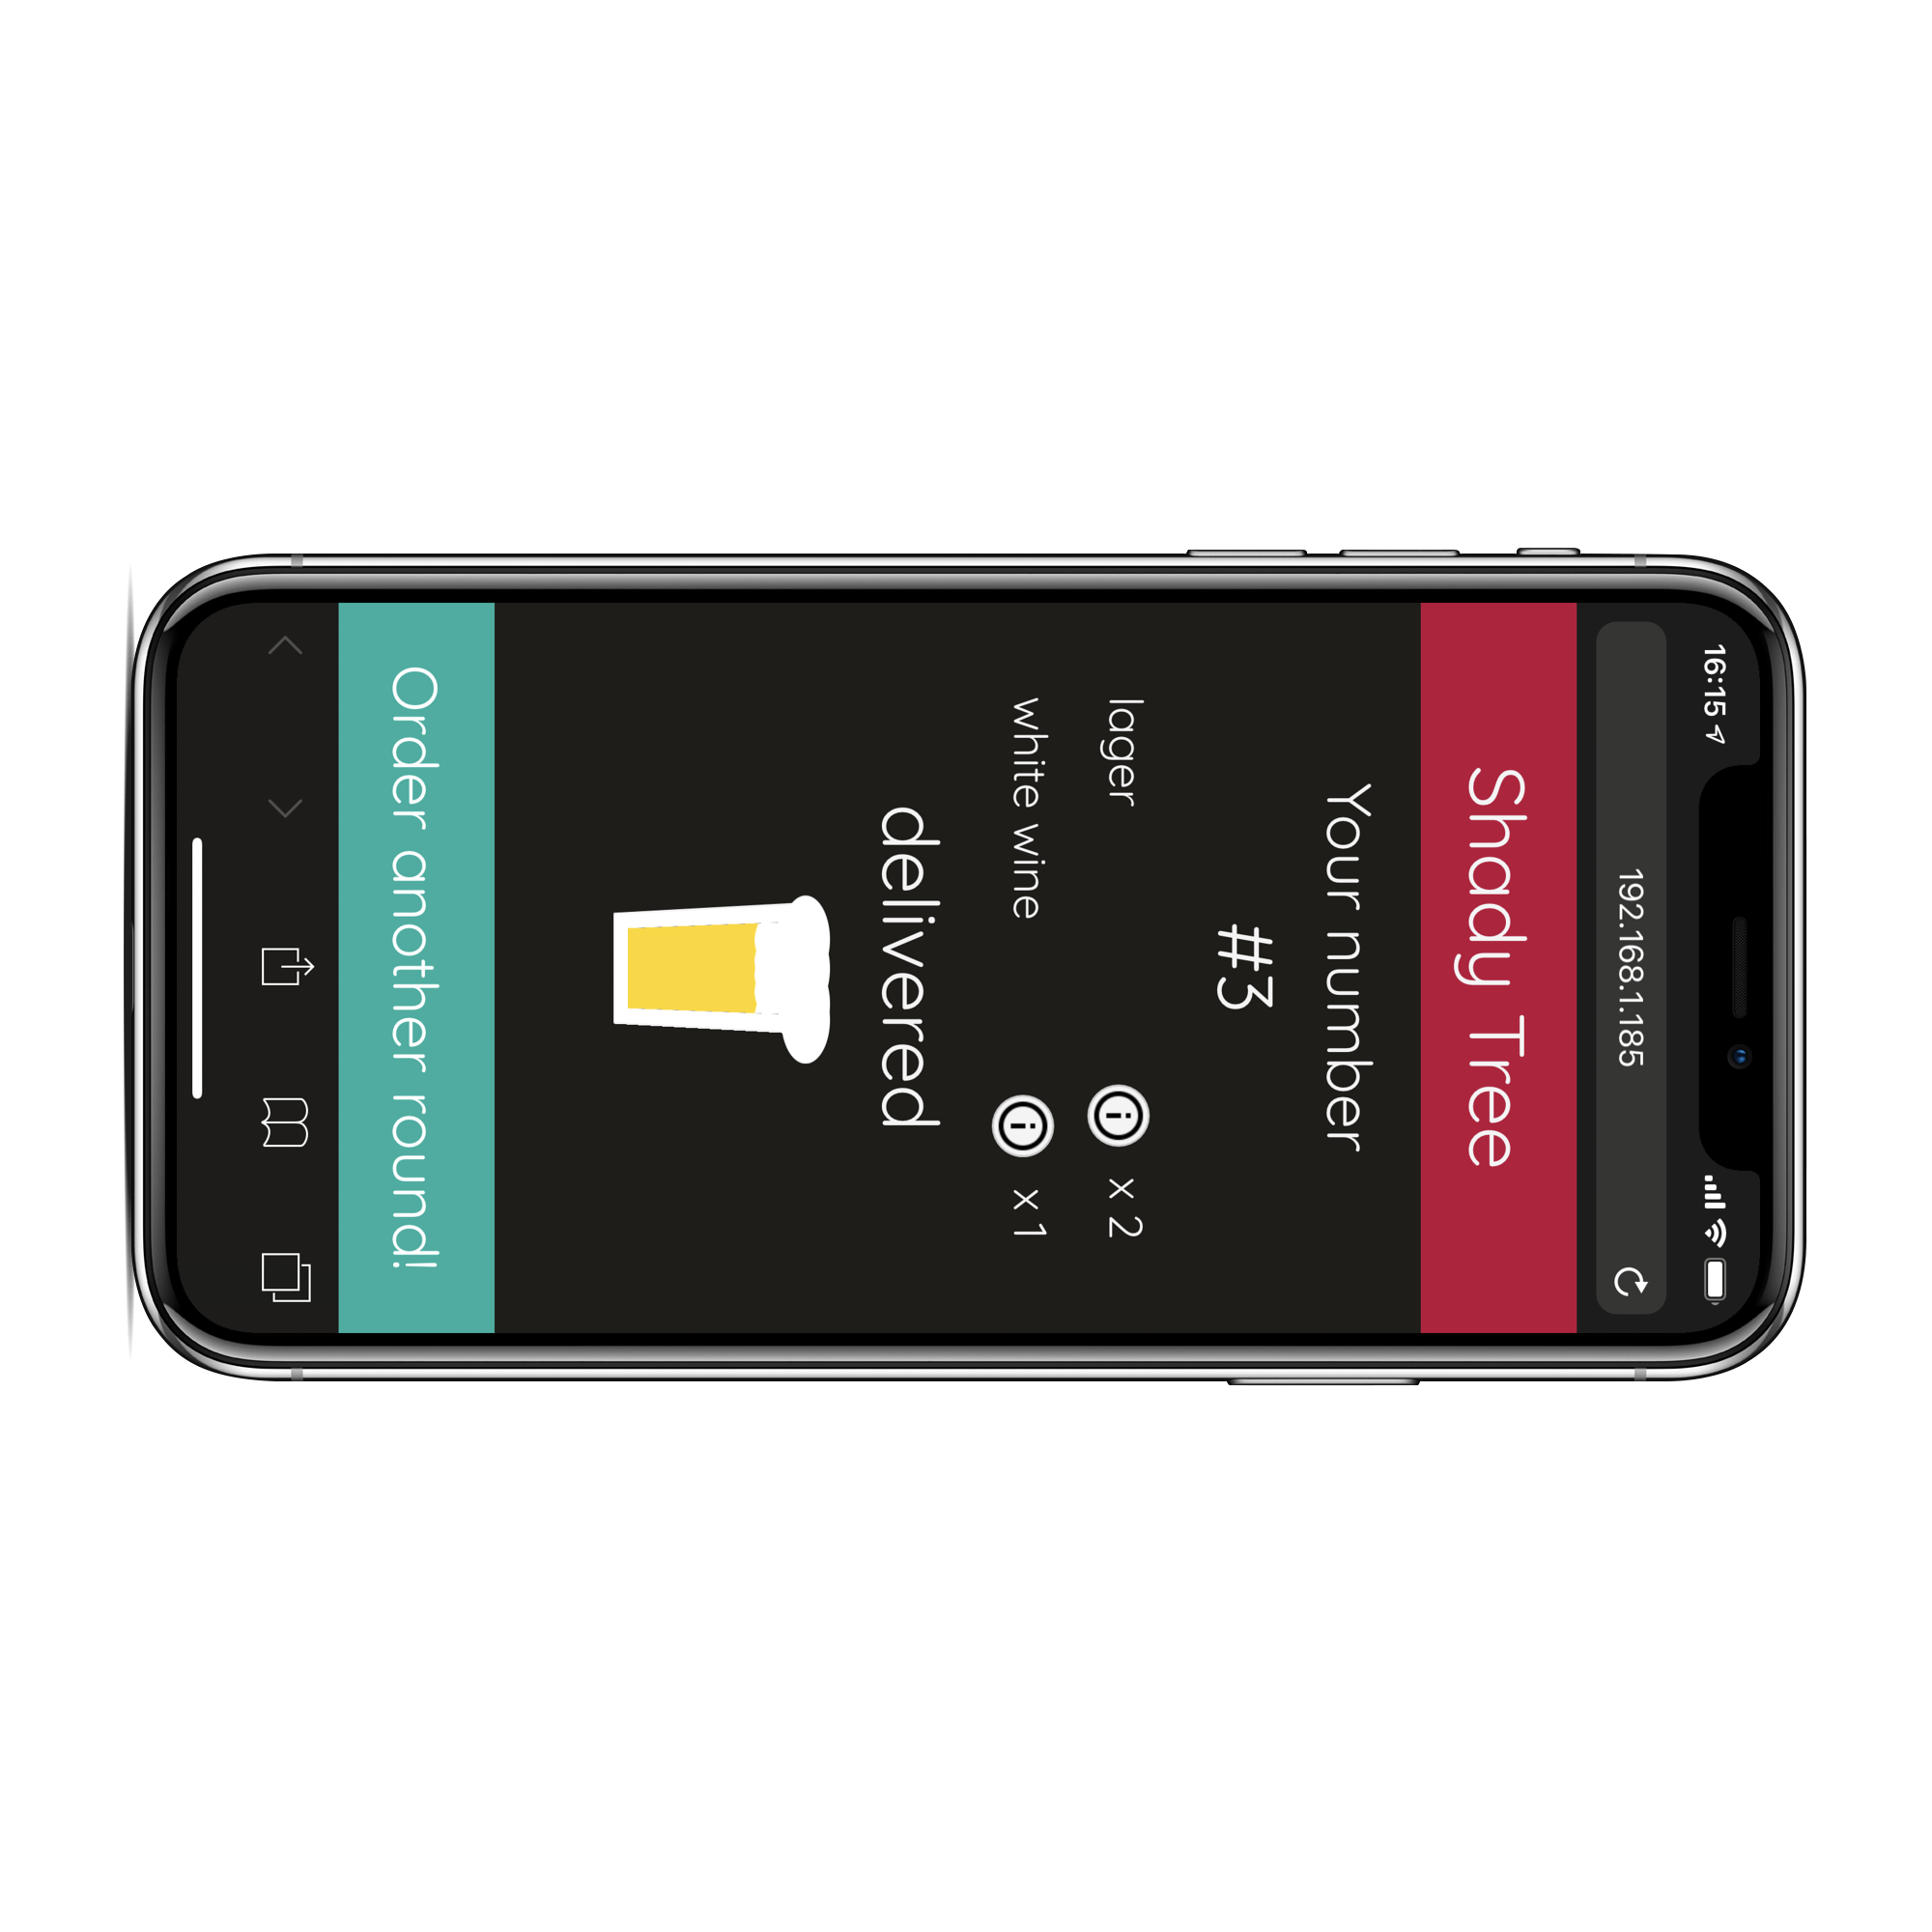 16:15
192.168.1.185
Shady Tree
Your number
#3
lager i x 2
white wine i x 1
delivered
Order another round!